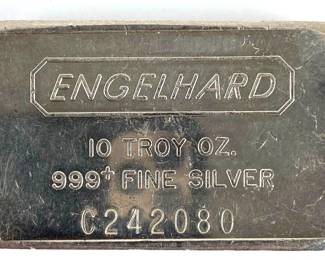 ENGELHARD
10 TROY OZ.
999+ FINE SILVER
C242080